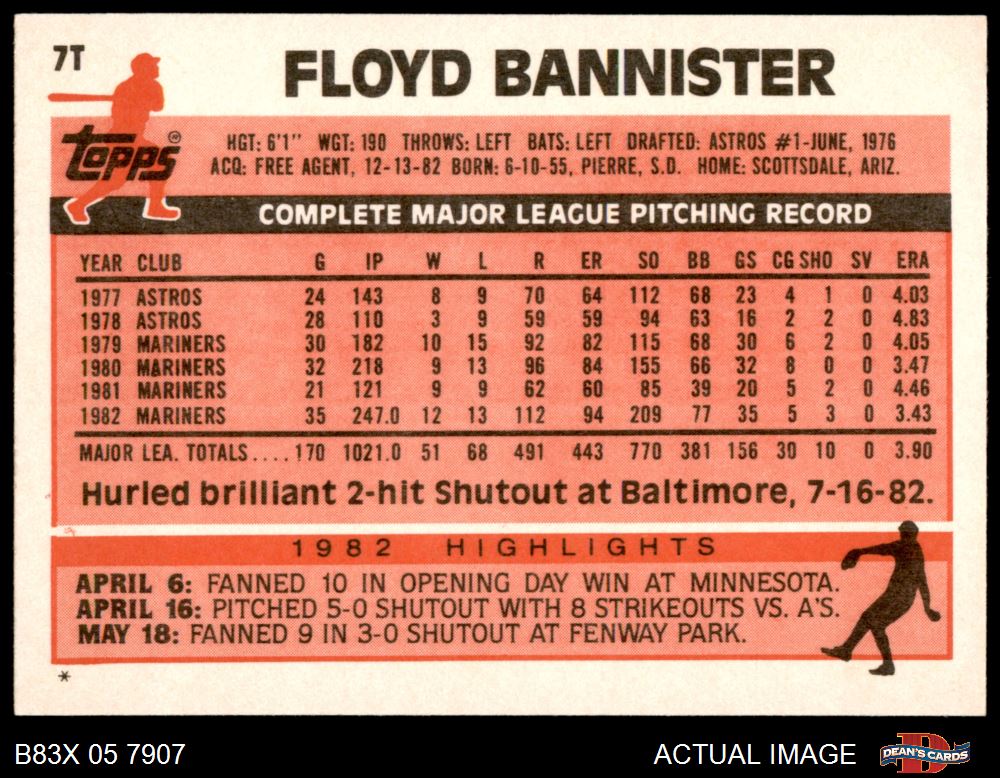 7T
FLOYD BANNISTER
topps®
HGT: 6'1" WGT: 190 THROWS: LEFT BATS: LEFT DRAFTED: ASTROS #1-JUNE, 1976
ACQ: FREE AGENT, 12-13-82 BORN: 6-10-55, PIERRE, S.D. HOME: SCOTTSDALE, ARIZ.
COMPLETE MAJOR LEAGUE PITCHING RECORD
YEAR CLUB G IP W L R ER SO BB GS CG SHO SV ERA
1977 ASTROS 24 143 8 9 70 64 112 68 23 4 1 0 4.03
1978 ASTROS 28 110 3 9 59 59 94 63 16 2 2 0 4.83
1979 MARINERS 30 182 10 15 92 82 115 68 30 6 2 0 4.05
1980 MARINERS 32 218 9 13 96 84 155 66 32 8 0 0 3.47
1981 MARINERS 21 121 9 9 62 60 85 39 20 5 2 0 4.46
1982 MARINERS 35 247.0 12 13 112 94 209 77 35 5 3 0 3.43
MAJOR LEA. TOTALS....170 1021.0 51 68 491 443 770 381 156 30 10 0 3.90
Hurled brilliant 2-hit Shutout at Baltimore, 7-16-82.
1982 HIGHLIGHTS
APRIL 6: FANNED 10 IN OPENING DAY WIN AT MINNESOTA.
APRIL 16: PITCHED 5-0 SHUTOUT WITH 8 STRIKEOUTS VS. A'S.
MAY 18: FANNED 9 IN 3-0 SHUTOUT AT FENWAY PARK.
*
B83X 05 7907 ACTUAL IMAGE DEAN'S CARDS